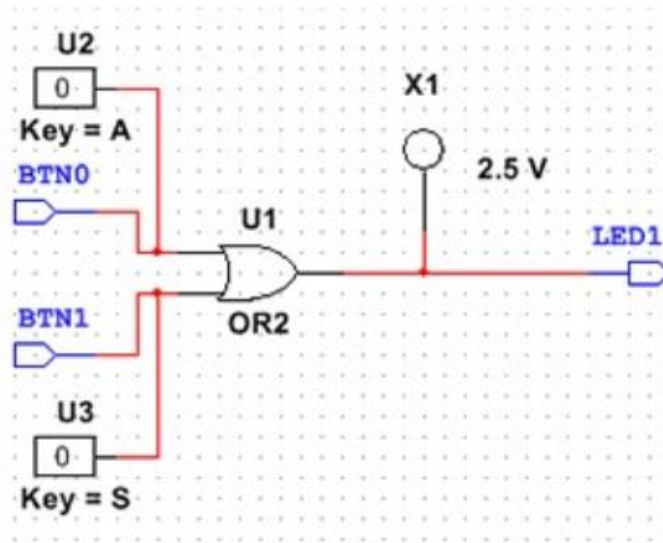 U2
0
Key = A
BTN0
X1
2.5 V
U1
LED1
OR2
BTN1
U3
0
Key = S